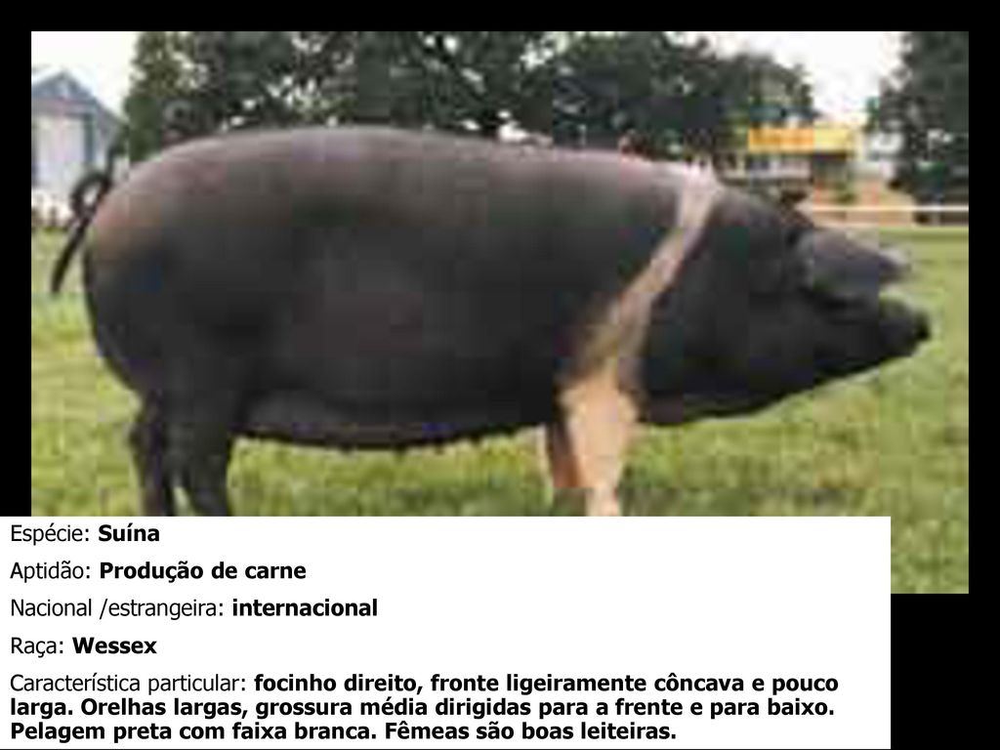 Espécie: Suína
Aptidão: Produção de carne
Nacional /estrangeira: internacional
Raça: Wessex
Característica particular: focinho direito, fronte ligeiramente côncava e pouco
larga. Orelhas largas, grossura média dirigidas para a frente e para baixo.
Pelagem preta com faixa branca. Fêmeas são boas leiteiras.